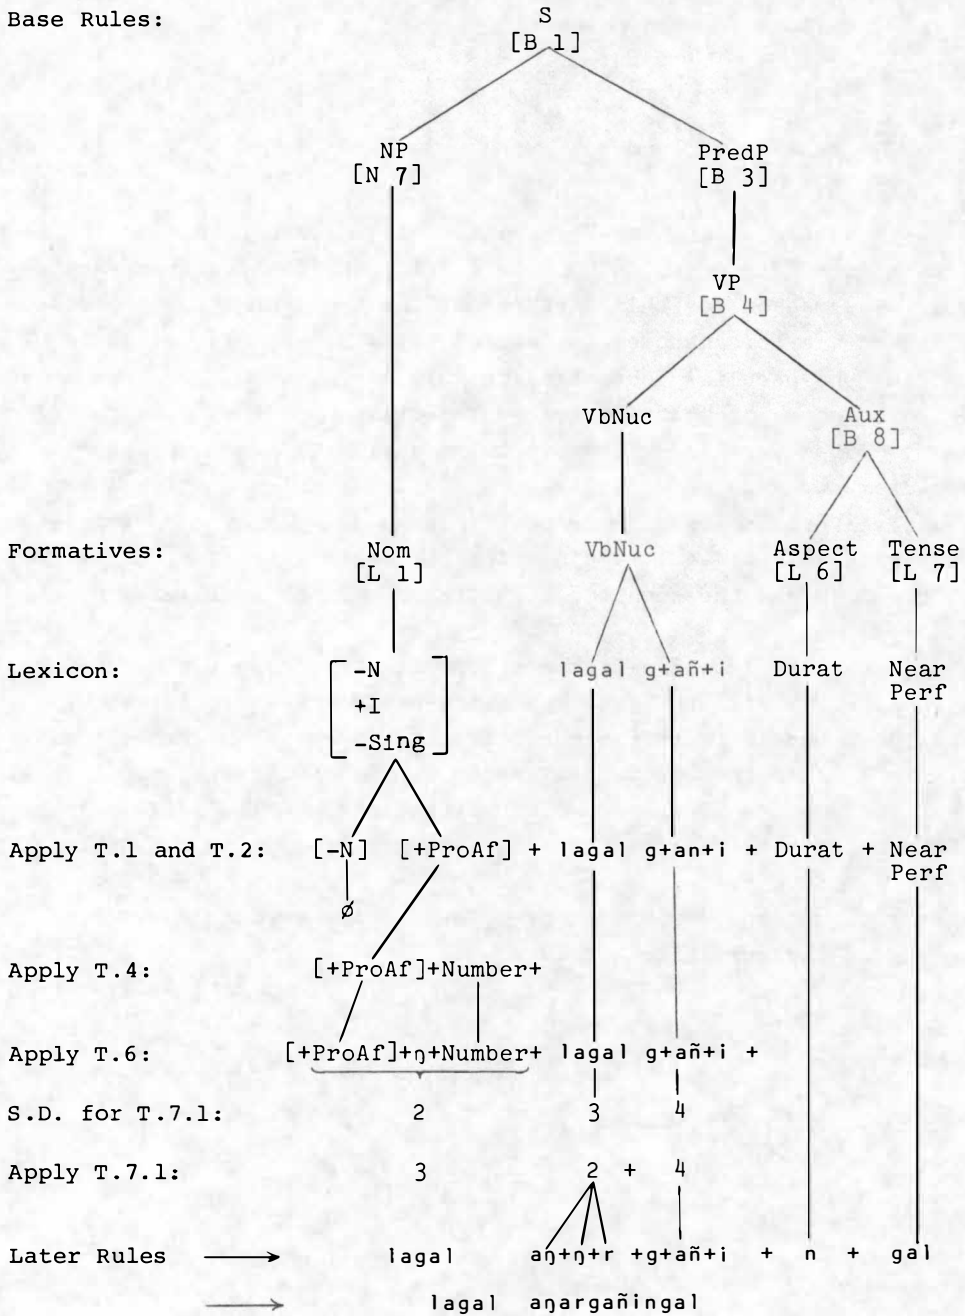 Base Rules:
S
[B 1]
NP PredP
[N 7] [B 3]
VP
[B 4]
VbNuc Aux
[B 8]
Formatives: Nom VbNuc Aspect Tense
[L 1] [L 6] [L 7]
Lexicon: -N lagal g+añ+i Durat Near
+I Perf
-Sing
Apply T.1 and T.2: [-N] [+ProAf] + lagal g+an+i + Durat + Near
Perf
ø
Apply T.4: [+ProAf]+Number+
Apply T.6: [+ProAf]+ŋ+Number+ lagal g+añ+i +
S.D. for T.7.1: 2 3 4
Apply T.7.1: 3 2 + 4
Later Rules → lagal aŋ+ŋ+r +g+añ+i + n + gal
→ lagal aŋargañingal